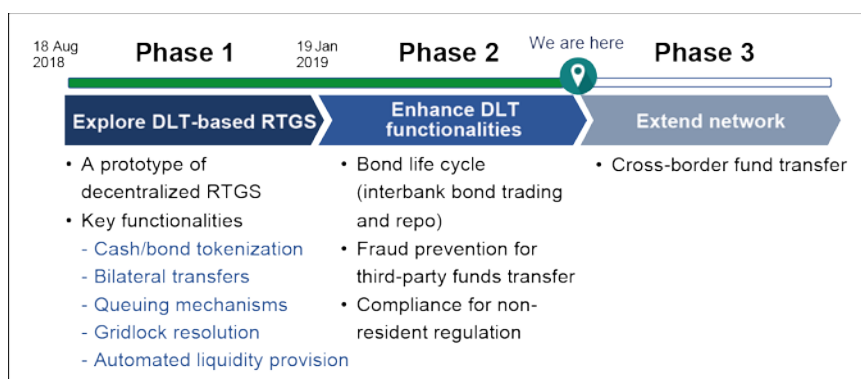 18 Aug
2018
Phase 1
19 Jan
2019
Phase 2
We are here
Phase 3
Explore DLT-based RTGS
Enhance DLT
functionalities
Extend network
• A prototype of
decentralized RTGS
• Key functionalities
- Cash/bond tokenization
- Bilateral transfers
- Queuing mechanisms
- Gridlock resolution
- Automated liquidity provision
• Bond life cycle
(interbank bond trading
and repo)
• Fraud prevention for
third-party funds transfer
• Compliance for non-
resident regulation
• Cross-border fund transfer